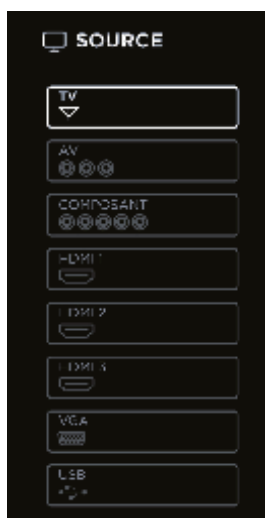 SOURCE
TV
AV
COMPOSANT
HDMI 1
HDMI 2
HDMI 3
VGA
USB